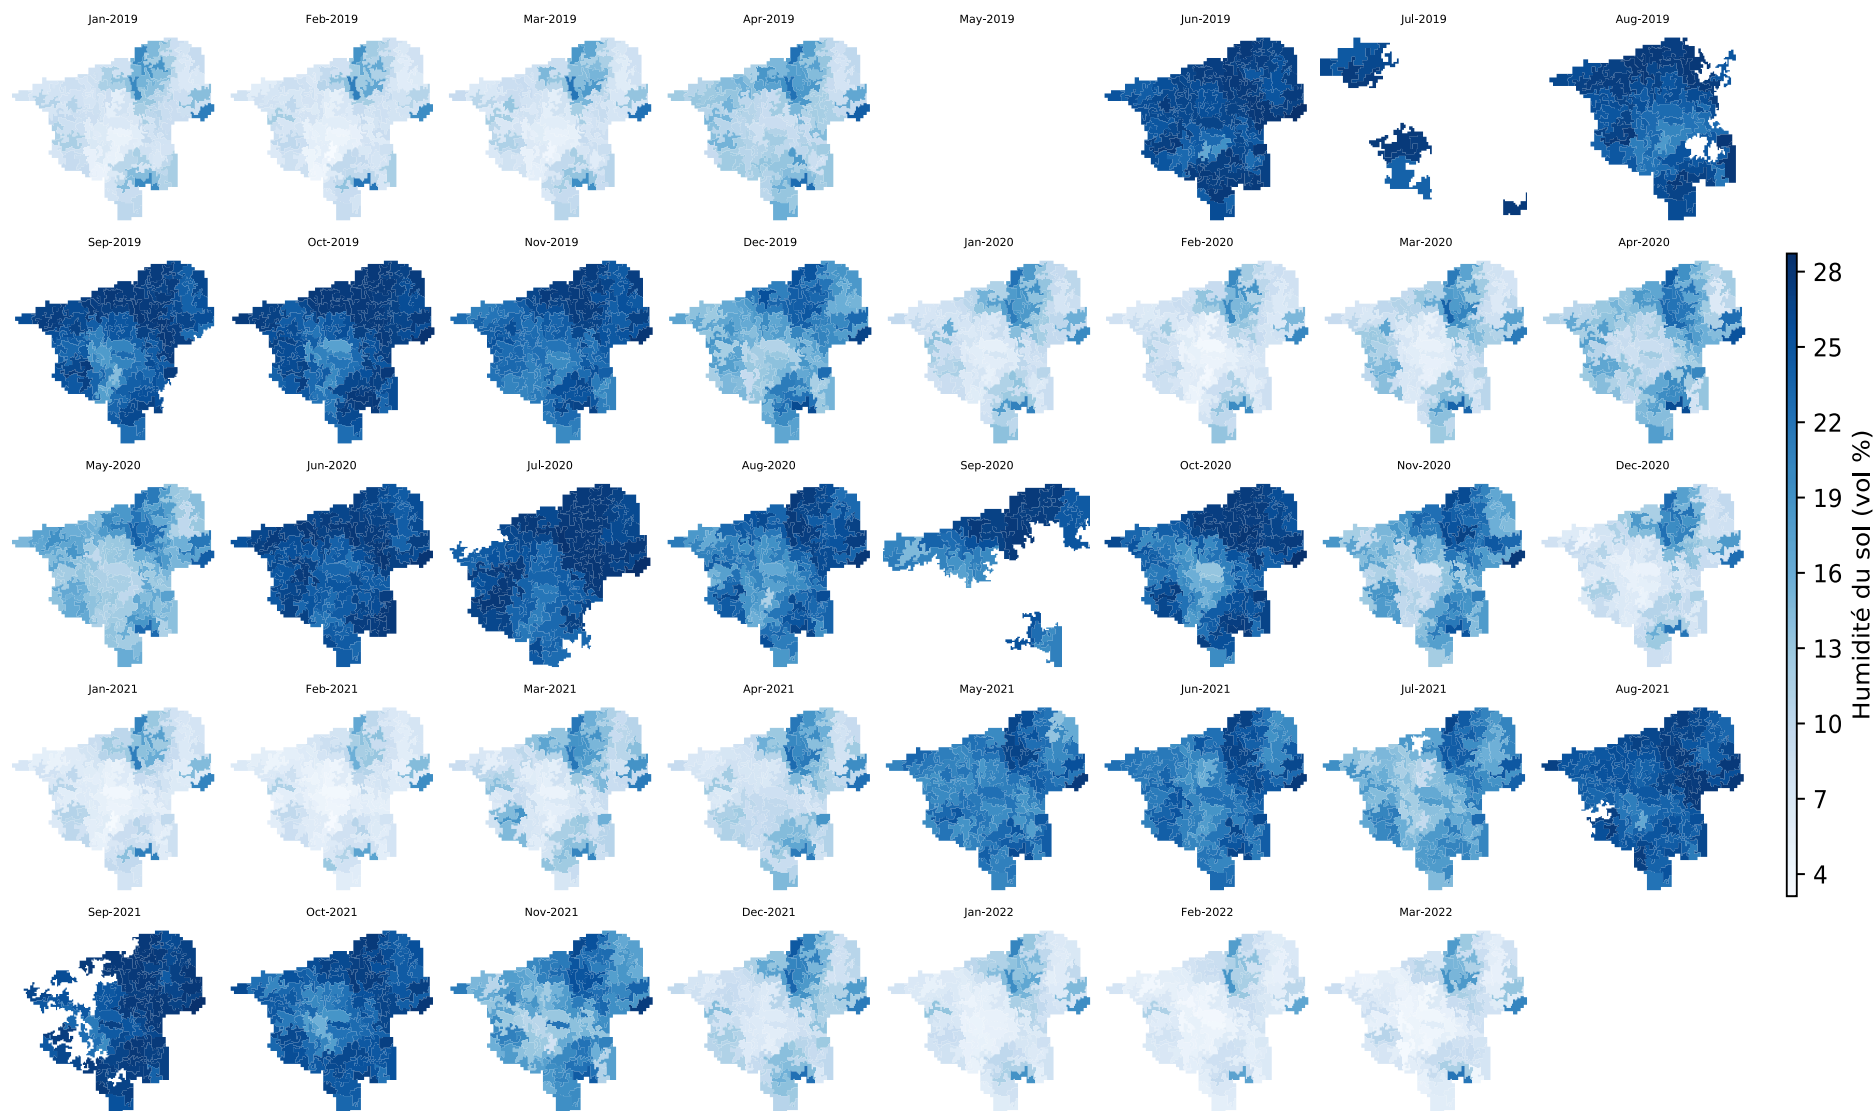 Jan-2019 Feb-2019 Mar-2019 Apr-2019 May-2019 Jun-2019 Jul-2019 Aug-2019
Sep-2019 Oct-2019 Nov-2019 Dec-2019 Jan-2020 Feb-2020 Mar-2020 Apr-2020
May-2020 Jun-2020 Jul-2020 Aug-2020 Sep-2020 Oct-2020 Nov-2020 Dec-2020
Jan-2021 Feb-2021 Mar-2021 Apr-2021 May-2021 Jun-2021 Jul-2021 Aug-2021
Sep-2021 Oct-2021 Nov-2021 Dec-2021 Jan-2022 Feb-2022 Mar-2022
28
25
22
19
16
13
10
7
4
Humidité du sol (vol %)